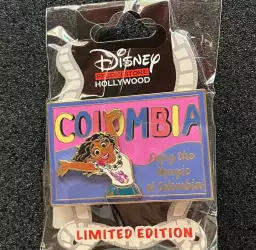 Disney
STUDIO STORE
HOLLYWOOD
COLOMBIA
Enjoy the
Magic
of Colombia
LIMITED EDITION